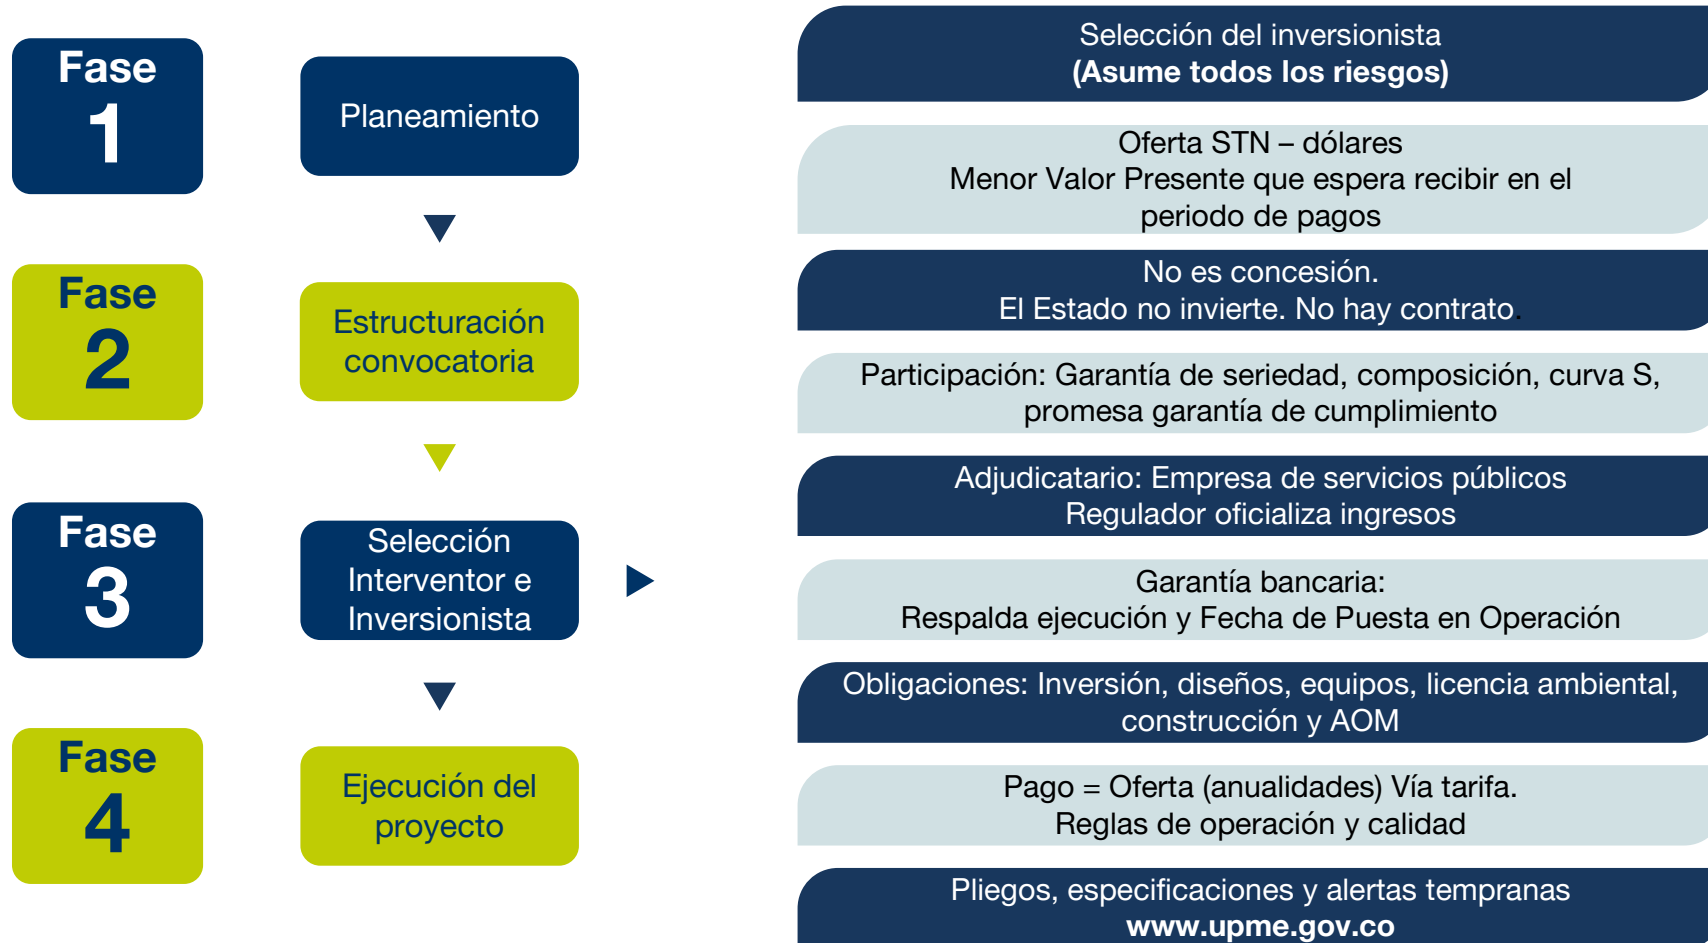 Fase
1
Planeamiento
Fase
2
Estructuración
convocatoria
Fase
3
Selección
Interventor e
Inversionista
Fase
4
Ejecución del
proyecto
Selección del inversionista
(Asume todos los riesgos)
Oferta STN – dólares
Menor Valor Presente que espera recibir en el
periodo de pagos
No es concesión.
El Estado no invierte. No hay contrato.
Participación: Garantía de seriedad, composición, curva S,
promesa garantía de cumplimiento
Adjudicatario: Empresa de servicios públicos
Regulador oficializa ingresos
Garantía bancaria:
Respalda ejecución y Fecha de Puesta en Operación
Obligaciones: Inversión, diseños, equipos, licencia ambiental,
construcción y AOM
Pago = Oferta (anualidades) Vía tarifa.
Reglas de operación y calidad
Pliegos, especificaciones y alertas tempranas
www.upme.gov.co